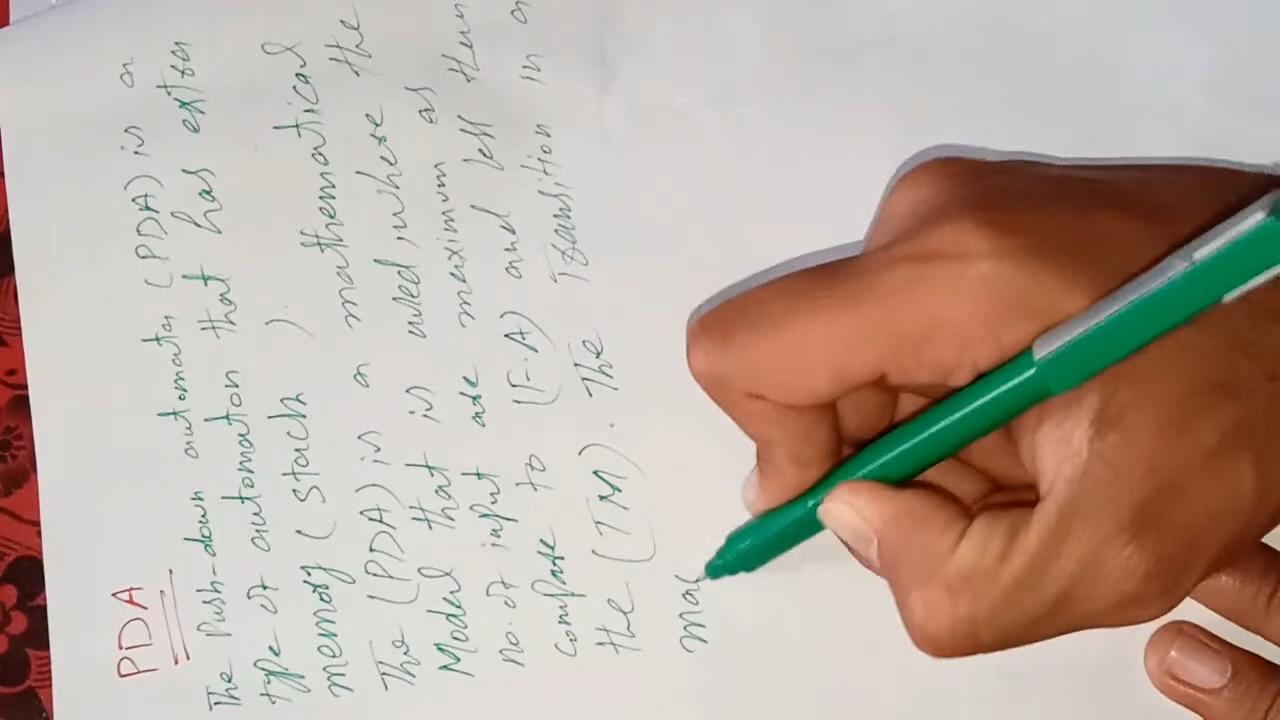 PDA
The Push-down automata (PDA) is a
type of automaton that has extra
memory (stack).
The (PDA) is a mathematical
Model that is used, where the
no. of input are maximum as
compare to (F.A) and less then
the (TM). The Transition in a
mac